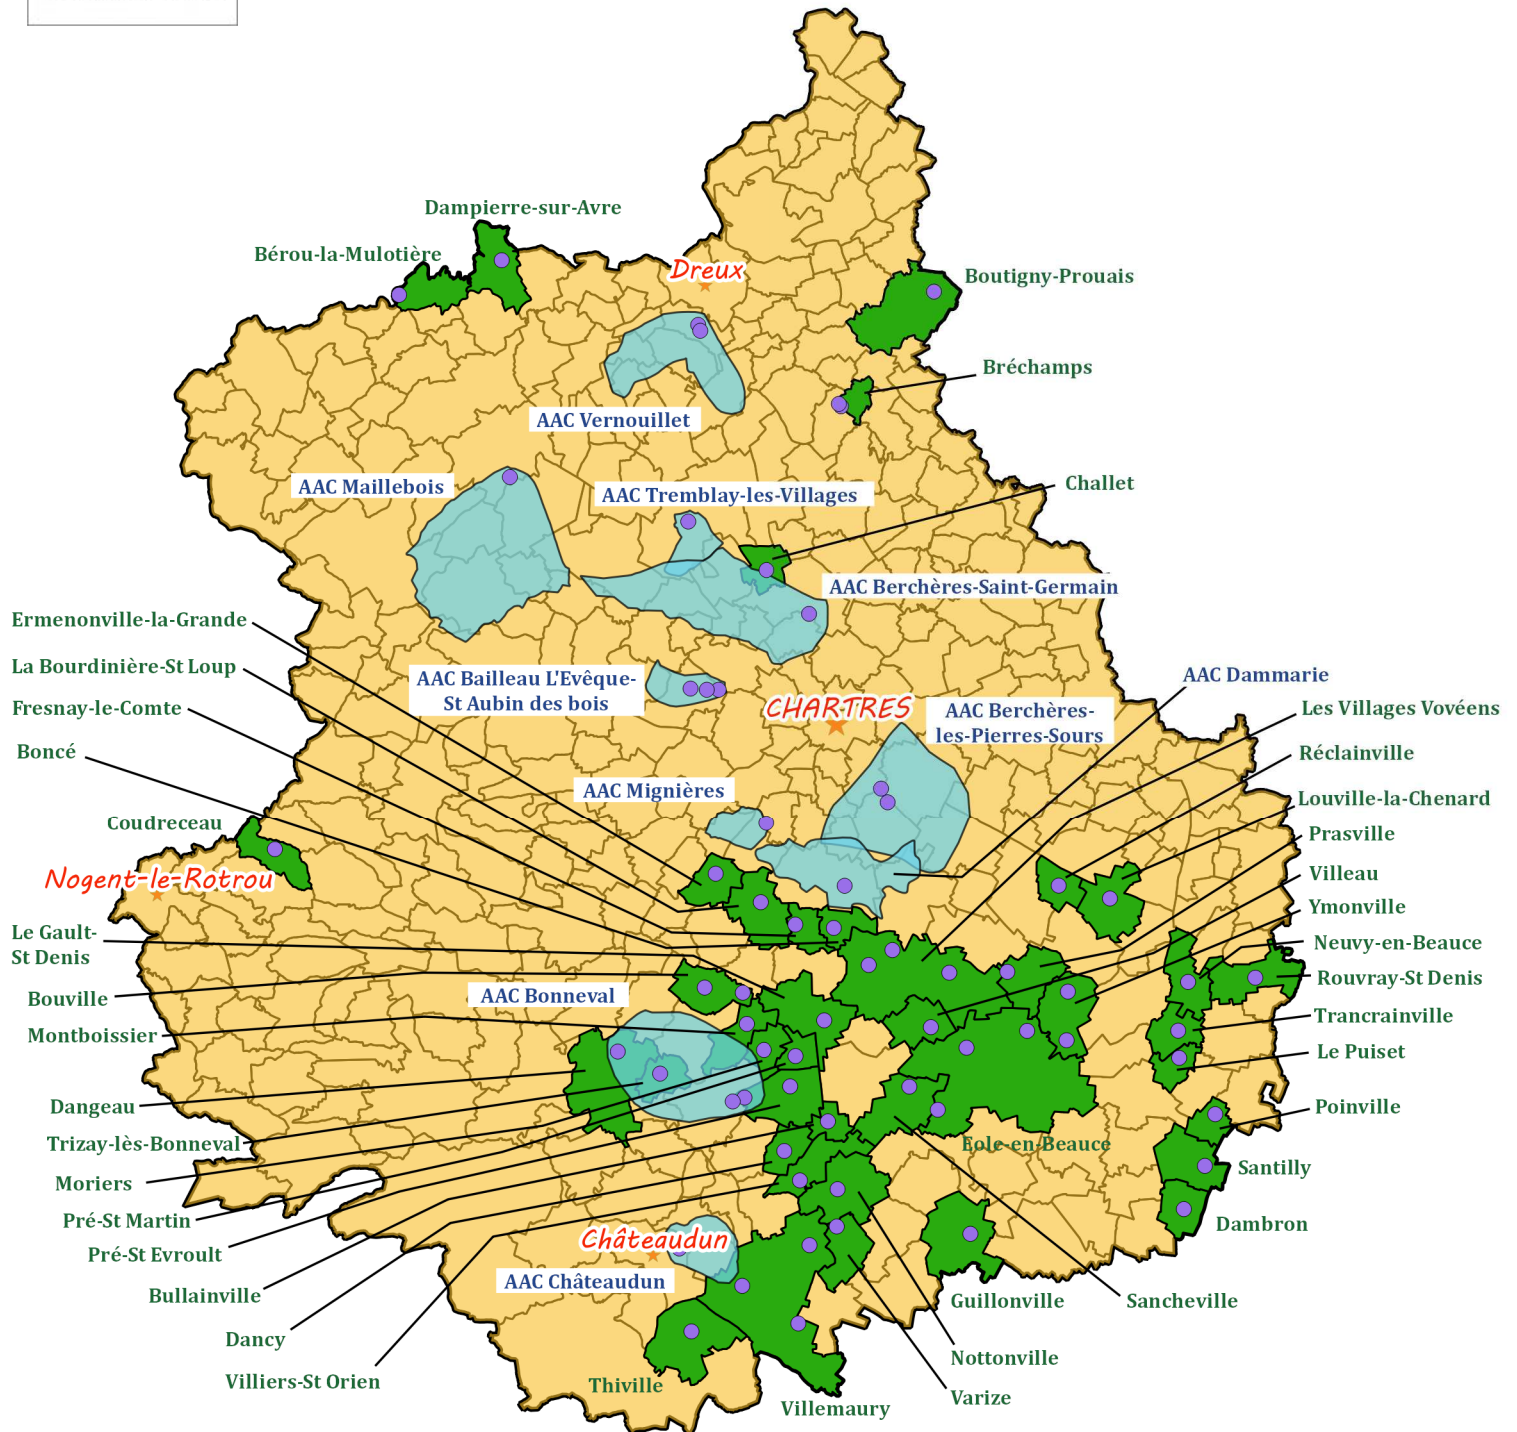 Dampierre-sur-Avre
Bérou-la-Mulotière
Dreux
Boutigny-Prouais
Bréchamps
AAC Vernouillet
Challet
AAC Maillebois
AAC Tremblay-les-Villages
AAC Berchères-Saint-Germain
Ermenonville-la-Grande
La Bourdinière-St Loup
AAC Bailleau L'Evêque-
St Aubin des bois
AAC Dammarie
Fresnay-le-Comte
CHARTRES
AAC Berchères-
les-Pierres-Sours
Les Villages Vovéens
Boncé
Réclainville
AAC Mignières
Louville-la-Chenard
Coudreceau
Prasville
Nogent-le-Rotrou
Villeau
Ymonville
Le Gault-
St Denis
Neuvy-en-Beauce
Rouvray-St Denis
Bouville
AAC Bonneval
Trancrainville
Montboissier
Le Puiset
Dangeau
Poinville
Trizay-lès-Bonneval
Eole-en-Beauce
Santilly
Moriers
Pré-St Martin
Dambron
Pré-St Evroult
Châteaudun
AAC Châteaudun
Bullainville
Guillonville
Sancheville
Dancy
Nottonville
Villiers-St Orien
Thiville
Varize
Villemaury